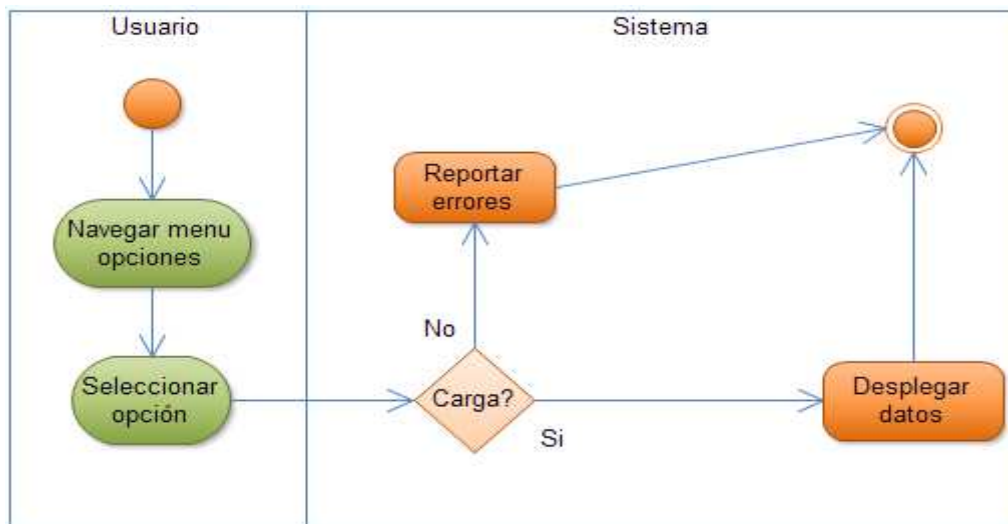 Usuario
Sistema
Navegar menu
opciones
Seleccionar
opción
Reportar
errores
No
Carga?
Si
Desplegar
datos